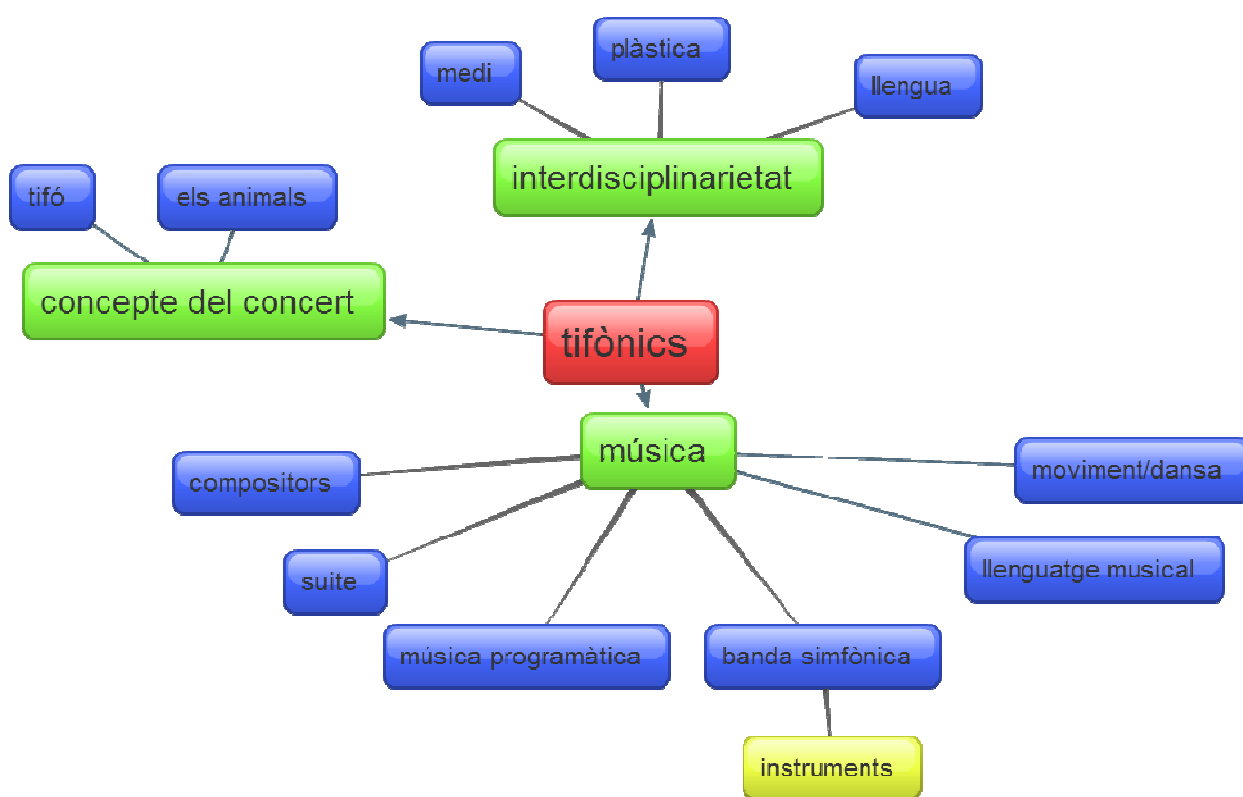 plàstica
medi
llengua
interdisciplinarietat
tifó
els animals
concepte del concert
tifònics
música
compositors
moviment/dansa
suite
llenguatge musical
música programàtica
banda simfònica
instruments